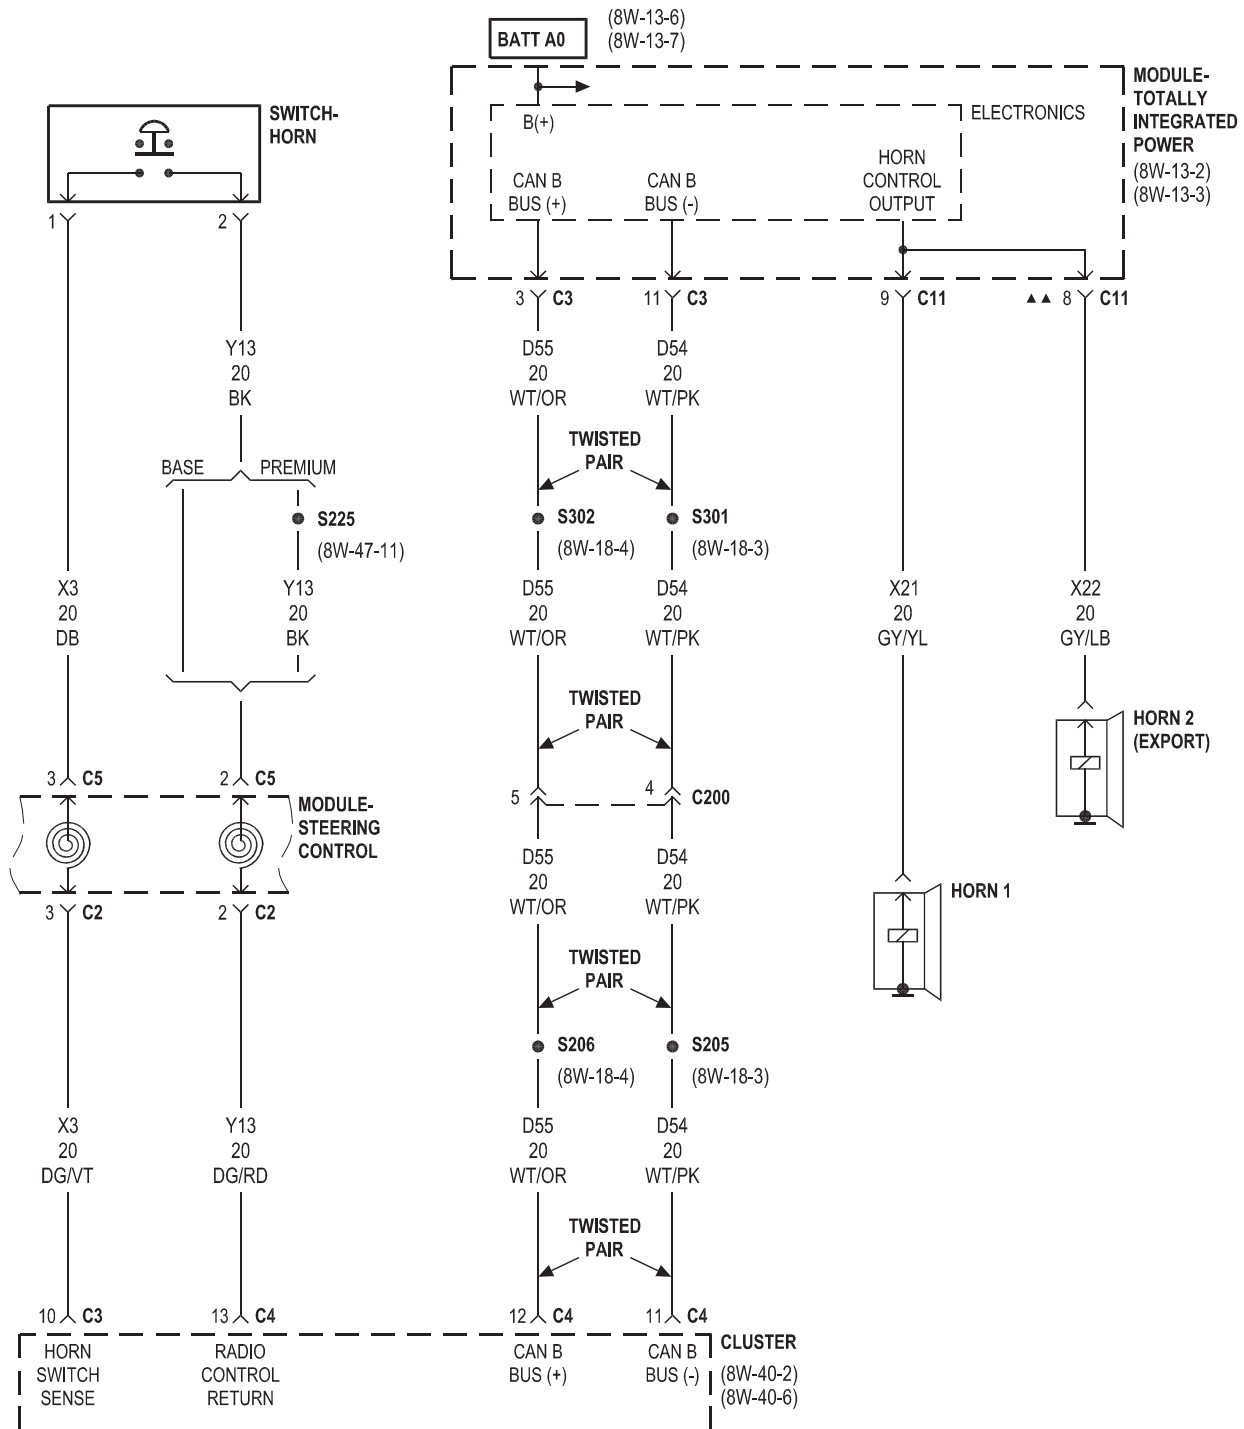 BATT A0
(8W-13-6)
(8W-13-7)
SWITCH-
HORN
1
2
B(+)
ELECTRONICS
MODULE-
TOTALLY
INTEGRATED
POWER
(8W-13-2)
(8W-13-3)
CAN B
BUS (+)
CAN B
BUS (-)
HORN
CONTROL
OUTPUT
3 C3
11 C3
9 C11
▲▲ 8 C11
Y13
20
BK
D55
20
WT/OR
D54
20
WT/PK
TWISTED
PAIR
BASE
PREMIUM
S225
(8W-47-11)
S302
(8W-18-4)
S301
(8W-18-3)
X3
20
DB
Y13
20
BK
D55
20
WT/OR
D54
20
WT/PK
X21
20
GY/YL
X22
20
GY/LB
TWISTED
PAIR
HORN 2
(EXPORT)
3 C5
2 C5
5
4 C200
MODULE-
STEERING
CONTROL
D55
20
WT/OR
D54
20
WT/PK
HORN 1
3 C2
2 C2
TWISTED
PAIR
S206
(8W-18-4)
S205
(8W-18-3)
X3
20
DG/VT
Y13
20
DG/RD
D55
20
WT/OR
D54
20
WT/PK
TWISTED
PAIR
10 C3
13 C4
12 C4
11 C4
HORN
SWITCH
SENSE
RADIO
CONTROL
RETURN
CAN B
BUS (+)
CAN B
BUS (-)
CLUSTER
(8W-40-2)
(8W-40-6)